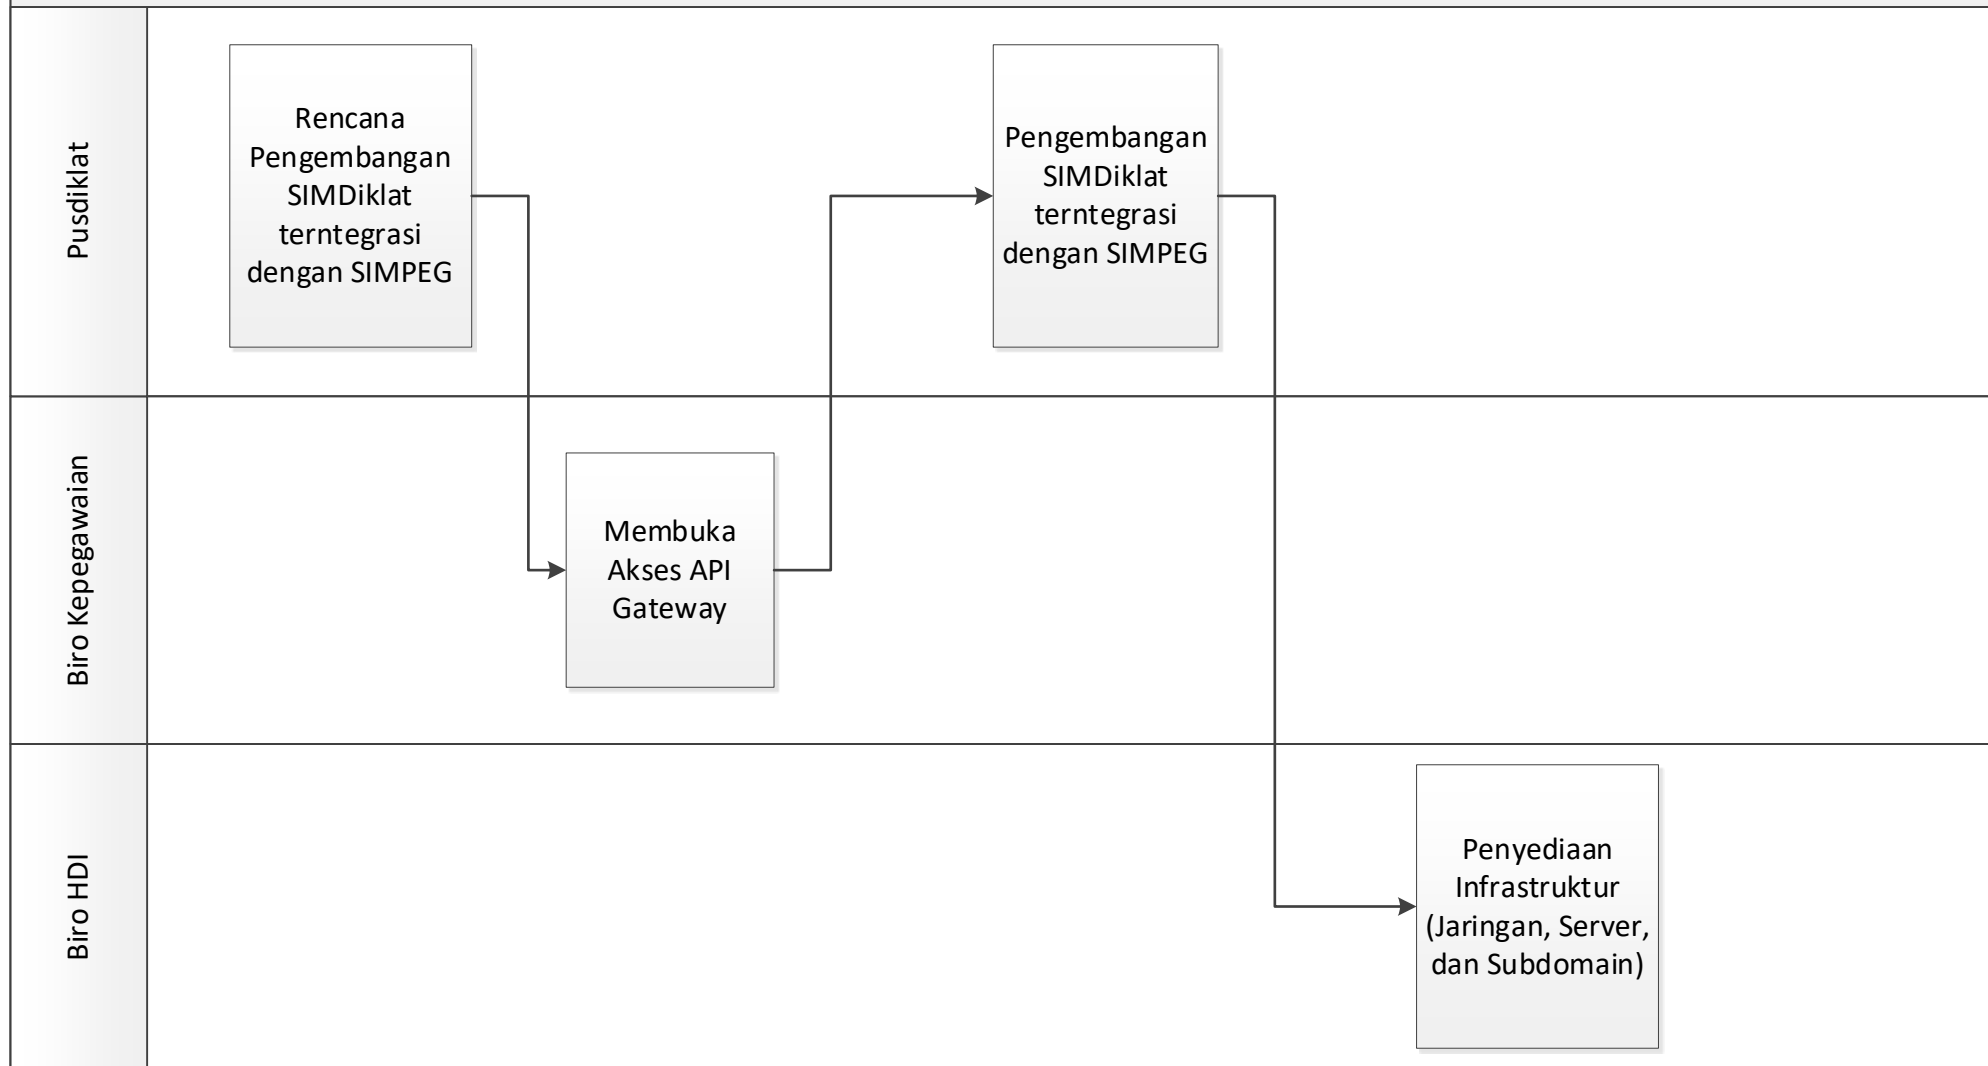 Pusdiklat
Rencana
Pengembangan
SIMDiklat
terntegrasi
dengan SIMPEG
Pengembangan
SIMDiklat
terntegrasi
dengan SIMPEG
Biro Kepegawaian
Membuka
Akses API
Gateway
Biro HDI
Penyediaan
Infrastruktur
(Jaringan, Server,
dan Subdomain)